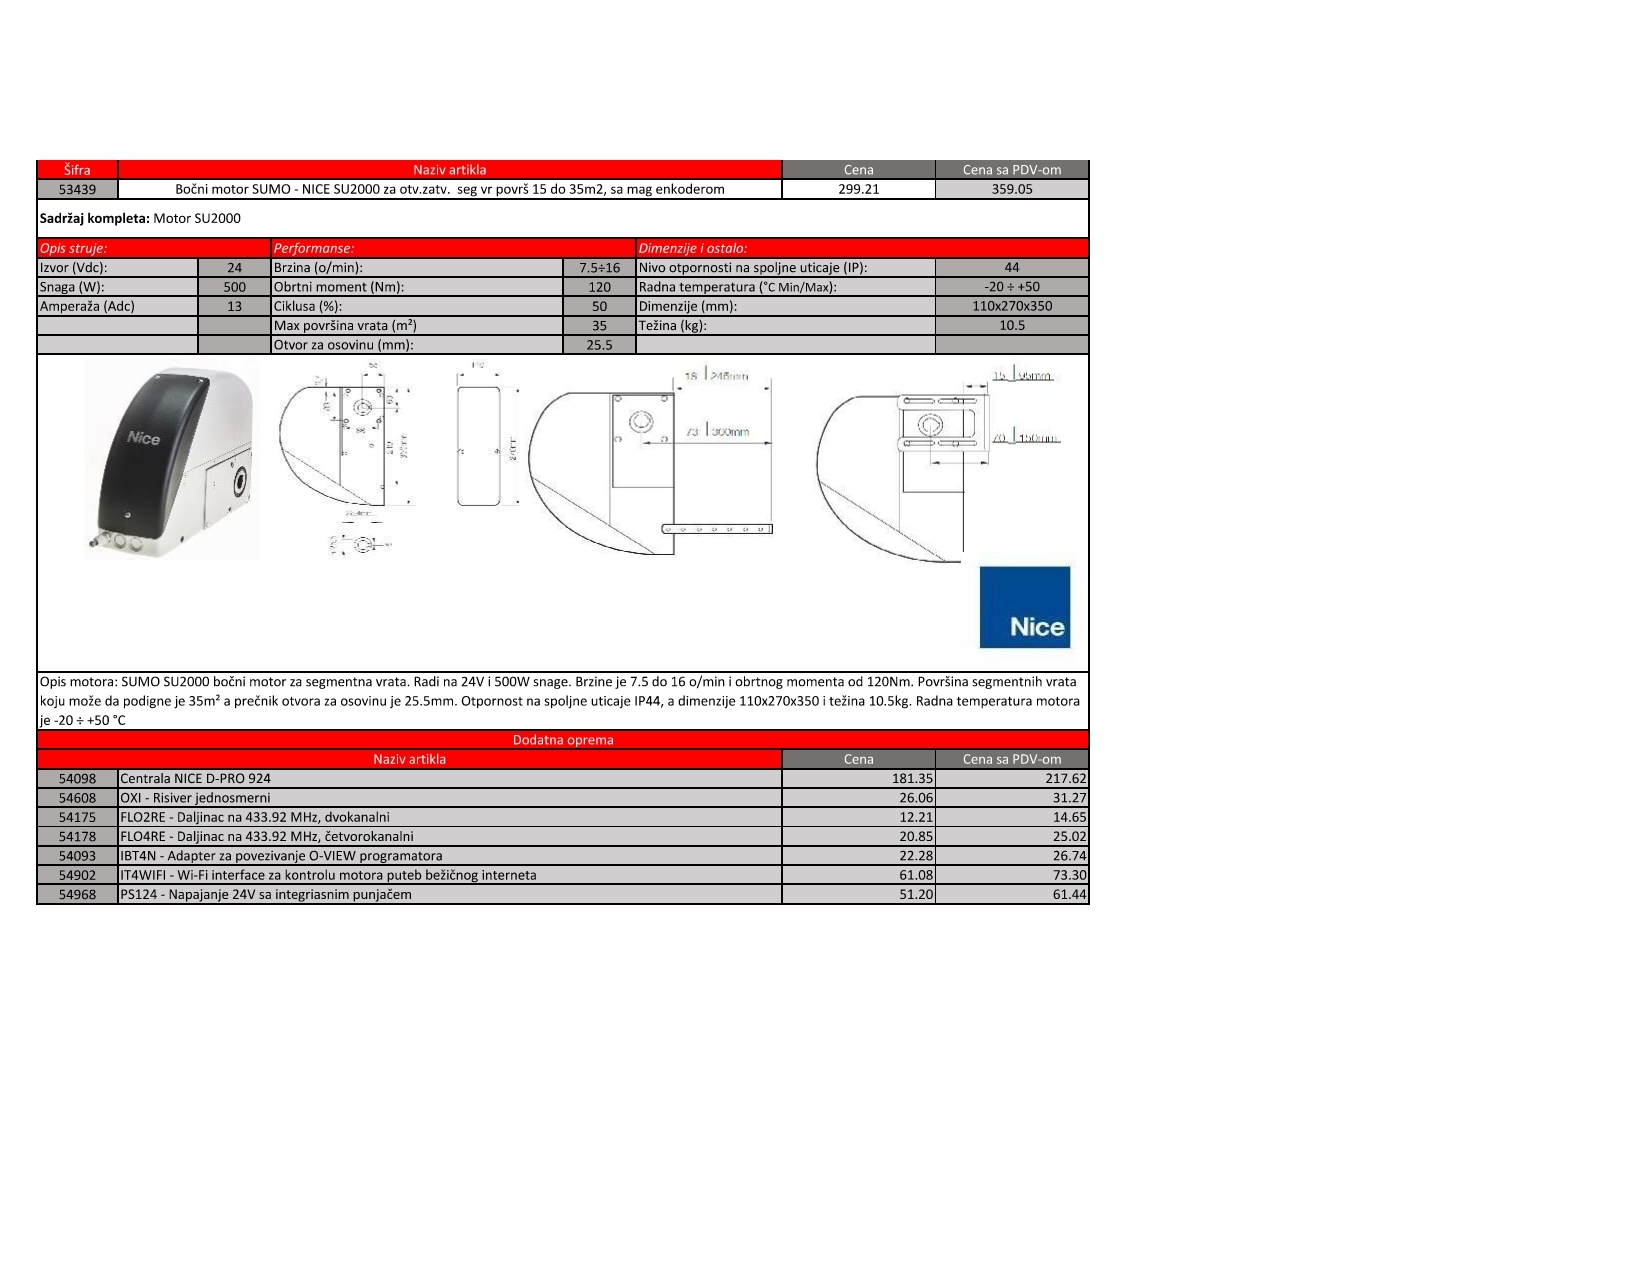 Šifra Naziv artikla Cena Cena sa PDV-om
53439 Bočni motor SUMO - NICE SU2000 za otv.zatv. seg vr površ 15 do 35m2, sa mag enkoderom 299.21 359.05
Sadržaj kompleta: Motor SU2000
Opis struje: Performanse: Dimenzije i ostalo:
Izvor (Vdc): 24 Brzina (o/min): 7.5÷16 Nivo otpornosti na spoljne uticaje (IP): 44
Snaga (W): 500 Obrtni moment (Nm): 120 Radna temperatura (°C Min/Max): -20 ÷ +50
Amperaža (Adc) 13 Ciklusa (%): 50 Dimenzije (mm): 110x270x350
Max površina vrata (m²) 35 Težina (kg): 10.5
Otvor za osovinu (mm): 25.5
18 246mm
15 95mm
Nice
73 300mm
70 150mm
Nice
Opis motora: SUMO SU2000 bočni motor za segmentna vrata. Radi na 24V i 500W snage. Brzine je 7.5 do 16 o/min i obrtnog momenta od 120Nm. Površina segmentnih vrata
koju može da podigne je 35m² a prečnik otvora za osovinu je 25.5mm. Otpornost na spoljne uticaje IP44, a dimenzije 110x270x350 i težina 10.5kg. Radna temperatura motora
je -20 ÷ +50 °C
Dodatna oprema
Naziv artikla Cena Cena sa PDV-om
54098 Centrala NICE D-PRO 924 181.35 217.62
54608 OXI - Risiver jednosmerni 26.06 31.27
54175 FLO2RE - Daljinac na 433.92 MHz, dvokanalni 12.21 14.65
54178 FLO4RE - Daljinac na 433.92 MHz, četvorokanalni 20.85 25.02
54093 IBT4N - Adapter za povezivanje O-VIEW programatora 22.28 26.74
54902 IT4WIFI - Wi-Fi interface za kontrolu motora puteb bežičnog interneta 61.08 73.30
54968 PS124 - Napajanje 24V sa integriasnim punjačem 51.20 61.44